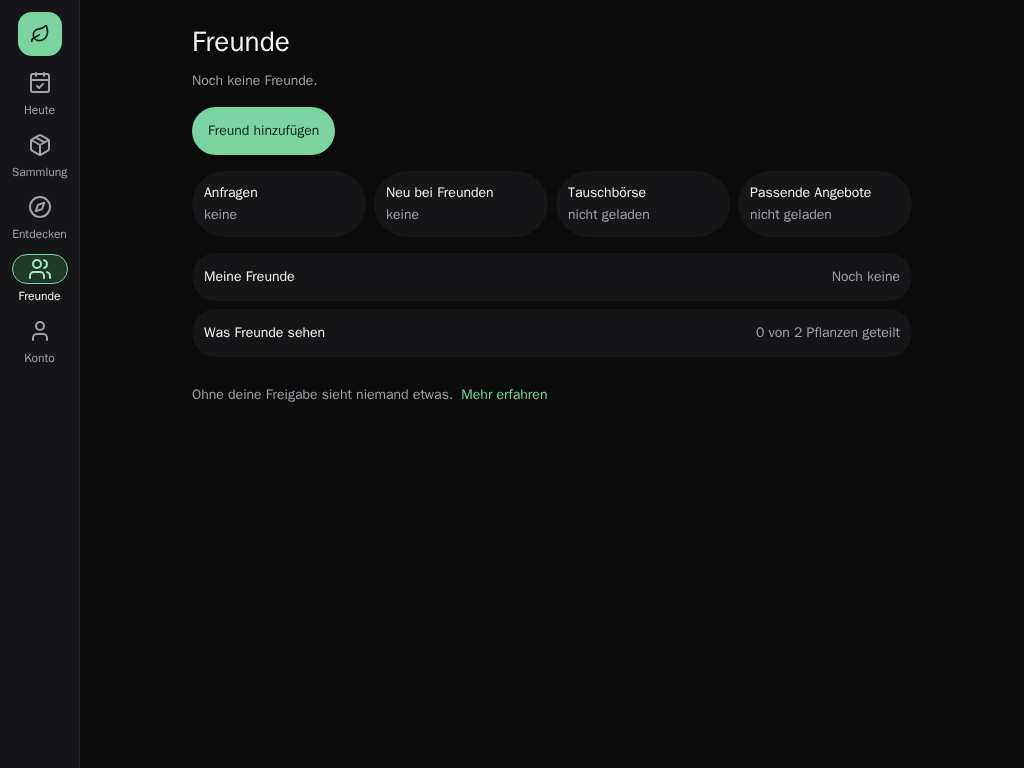 Freunde
Noch keine Freunde.
Freund hinzufügen
Anfragen
keine
Neu bei Freunden
keine
Tauschbörse
nicht geladen
Passende Angebote
nicht geladen
Meine Freunde
Noch keine
Was Freunde sehen
0 von 2 Pflanzen geteilt
Ohne deine Freigabe sieht niemand etwas. Mehr erfahren
Heute
Sammlung
Entdecken
Freunde
Konto